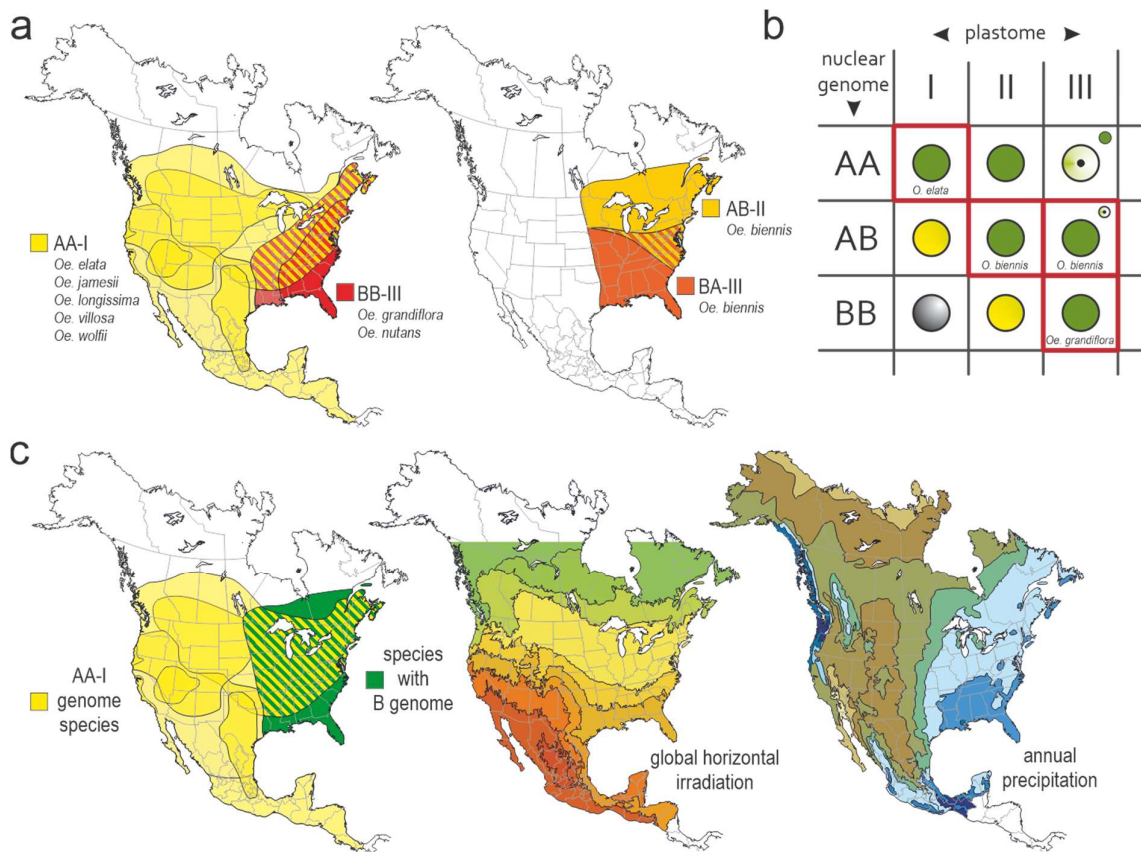 a
AA-I
Oe. elata
Oe. jamesii
Oe. longissima
Oe. villosa
Oe. wolfii
BB-III
Oe. grandiflora
Oe. nutans
AB-II
Oe. biennis
BA-III
Oe. biennis
b
◄ plastome ►
nuclear
genome
▼
I II III
AA
O. elata
AB
O. biennis O. biennis
BB
Oe. grandiflora
c
AA-I
genome
species
species
with
B genome
global horizontal
irradiation
annual
precipitation